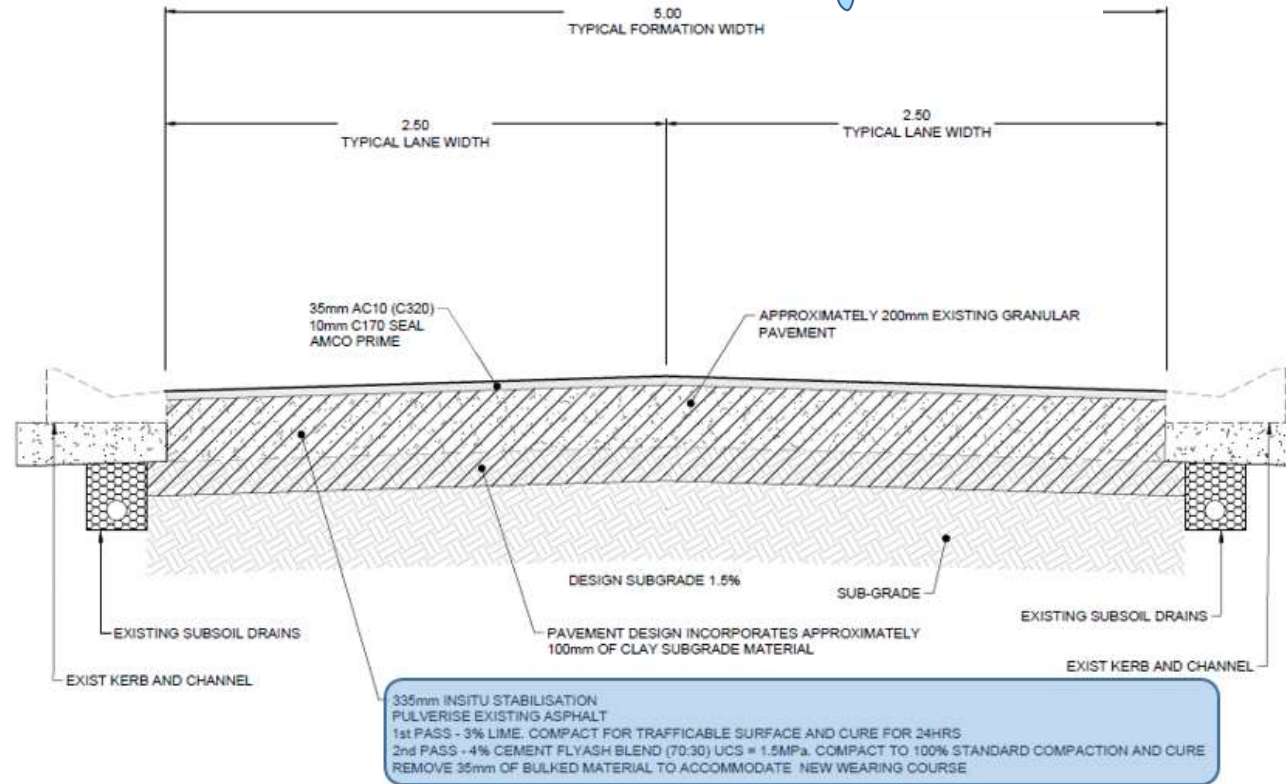 5.00
TYPICAL FORMATION WIDTH
2.50
TYPICAL LANE WIDTH
2.50
TYPICAL LANE WIDTH
35mm AC10 (C320)
10mm C170 SEAL
AMCO PRIME
APPROXIMATELY 200mm EXISTING GRANULAR
PAVEMENT
DESIGN SUBGRADE 1.5%
SUB-GRADE
EXISTING SUBSOIL DRAINS
EXISTING SUBSOIL DRAINS
PAVEMENT DESIGN INCORPORATES APPROXIMATELY
100mm OF CLAY SUBGRADE MATERIAL
EXIST KERB AND CHANNEL
EXIST KERB AND CHANNEL
335mm INSITU STABILISATION
PULVERISE EXISTING ASPHALT
1st PASS - 3% LIME. COMPACT FOR TRAFFICABLE SURFACE AND CURE FOR 24HRS
2nd PASS - 4% CEMENT FLYASH BLEND (70:30) UCS = 1.5MPa. COMPACT TO 100% STANDARD COMPACTION AND CURE
REMOVE 35mm OF BULKED MATERIAL TO ACCOMMODATE NEW WEARING COURSE